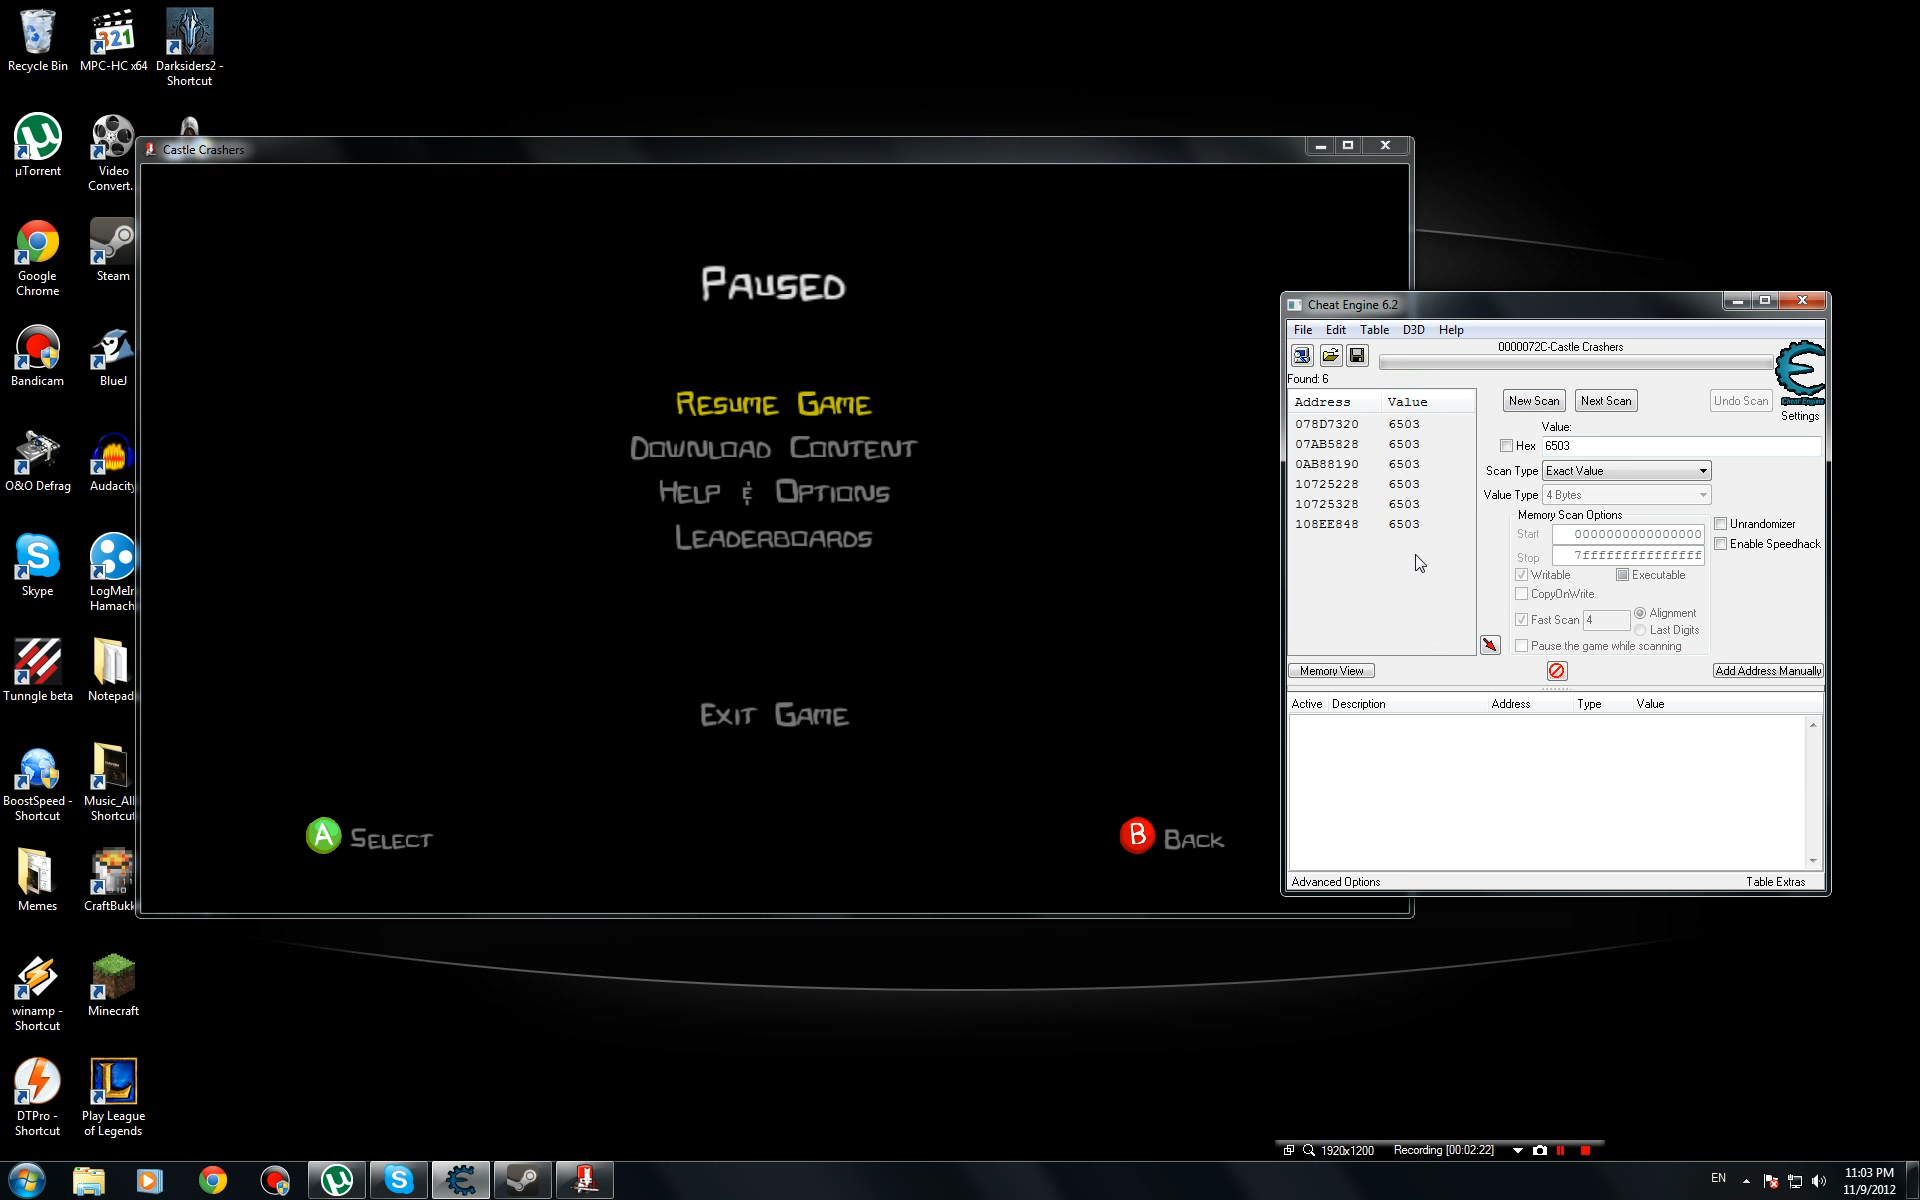 Recycle Bin
MPC-HC x64
Darksiders2 -
Shortcut
µTorrent
Video
Convert.
Google
Chrome
Steam
Bandicam
BlueJ
O&O Defrag
Audacity
Skype
LogMeIn
Hamach
Tunngle beta
Notepad
BoostSpeed -
Shortcut
Music_All
Shortcut
Memes
CraftBukk
winamp -
Shortcut
Minecraft
DTPro -
Shortcut
Play League
of Legends
Castle Crashers
PAUSED
RESUME GAME
DOWNLOAD CONTENT
HELP & OPTIONS
LEADERBOARDS
EXIT GAME
A SELECT
B BACK
Cheat Engine 6.2
File Edit Table D3D Help
0000072C-Castle Crashers
Found: 6
Address Value
078D7320 6503
07AB5828 6503
0AB88190 6503
10725228 6503
10725328 6503
108EE848 6503
New Scan Next Scan Undo Scan
Cheat Engine
Settings
Value:
Hex 6503
Scan Type Exact Value
Value Type 4 Bytes
Memory Scan Options
Start 0000000000000000
Stop 7fffffffffffffff
Writable Executable
CopyOnWrite
Fast Scan 4 Alignment
Last Digits
Pause the game while scanning
Unrandomizer
Enable Speedhack
Memory View Add Address Manually
Active Description Address Type Value
Advanced Options Table Extras
1920x1200 Recording [00:02:22]
EN
11:03 PM
11/9/2012